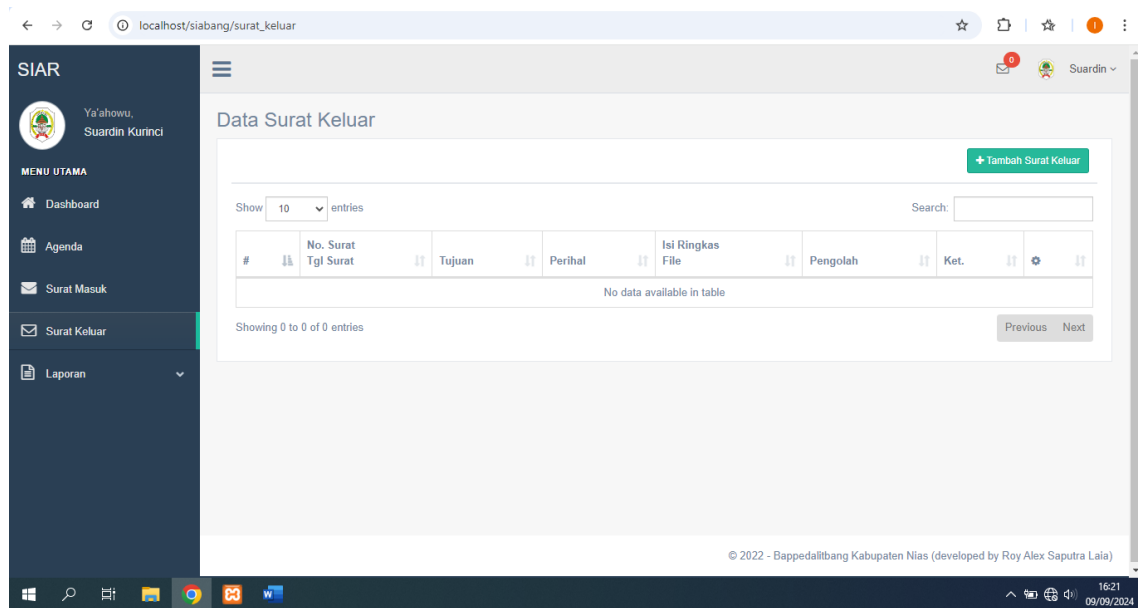 localhost/siabang/surat_keluar
I
SIAR
0
Suardin
Ya'ahowu,
Suardin Kurinci
MENU UTAMA
Dashboard
Agenda
Surat Masuk
Surat Keluar
Laporan
Data Surat Keluar
+ Tambah Surat Keluar
Show 10 entries
Search:
# No. Surat Tgl Surat Tujuan Perihal Isi Ringkas File Pengolah Ket.
No data available in table
Showing 0 to 0 of 0 entries
Previous Next
© 2022 - Bappedalitbang Kabupaten Nias (developed by Roy Alex Saputra Laia)
16:21
09/09/2024